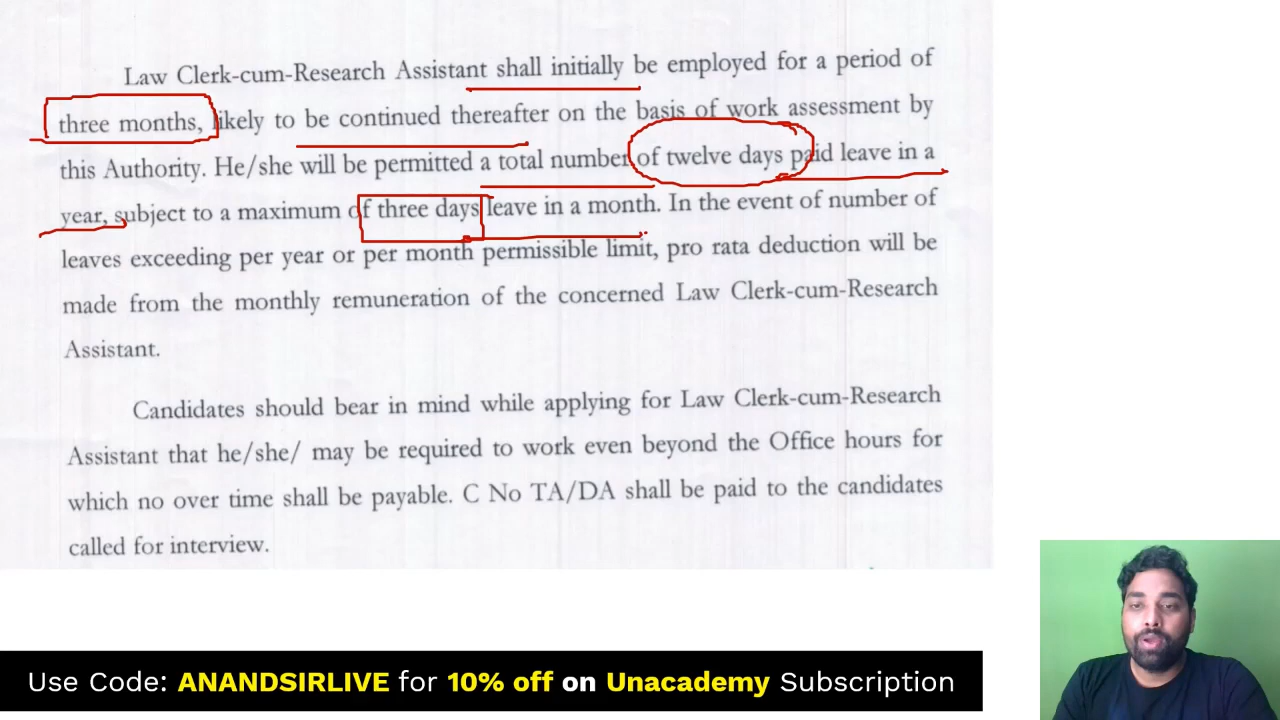 Law Clerk-cum-Research Assistant shall initially be employed for a period of
three months, likely to be continued thereafter on the basis of work assessment by
this Authority. He/she will be permitted a total number of twelve days paid leave in a
year, subject to a maximum of three days leave in a month. In the event of number of
leaves exceeding per year or per month permissible limit, pro rata deduction will be
made from the monthly remuneration of the concerned Law Clerk-cum-Research
Assistant.
Candidates should bear in mind while applying for Law Clerk-cum-Research
Assistant that he/she/ may be required to work even beyond the Office hours for
which no over time shall be payable. C No TA/DA shall be paid to the candidates
called for interview.
Use Code: ANANDSIRLIVE for 10% off on Unacademy Subscription